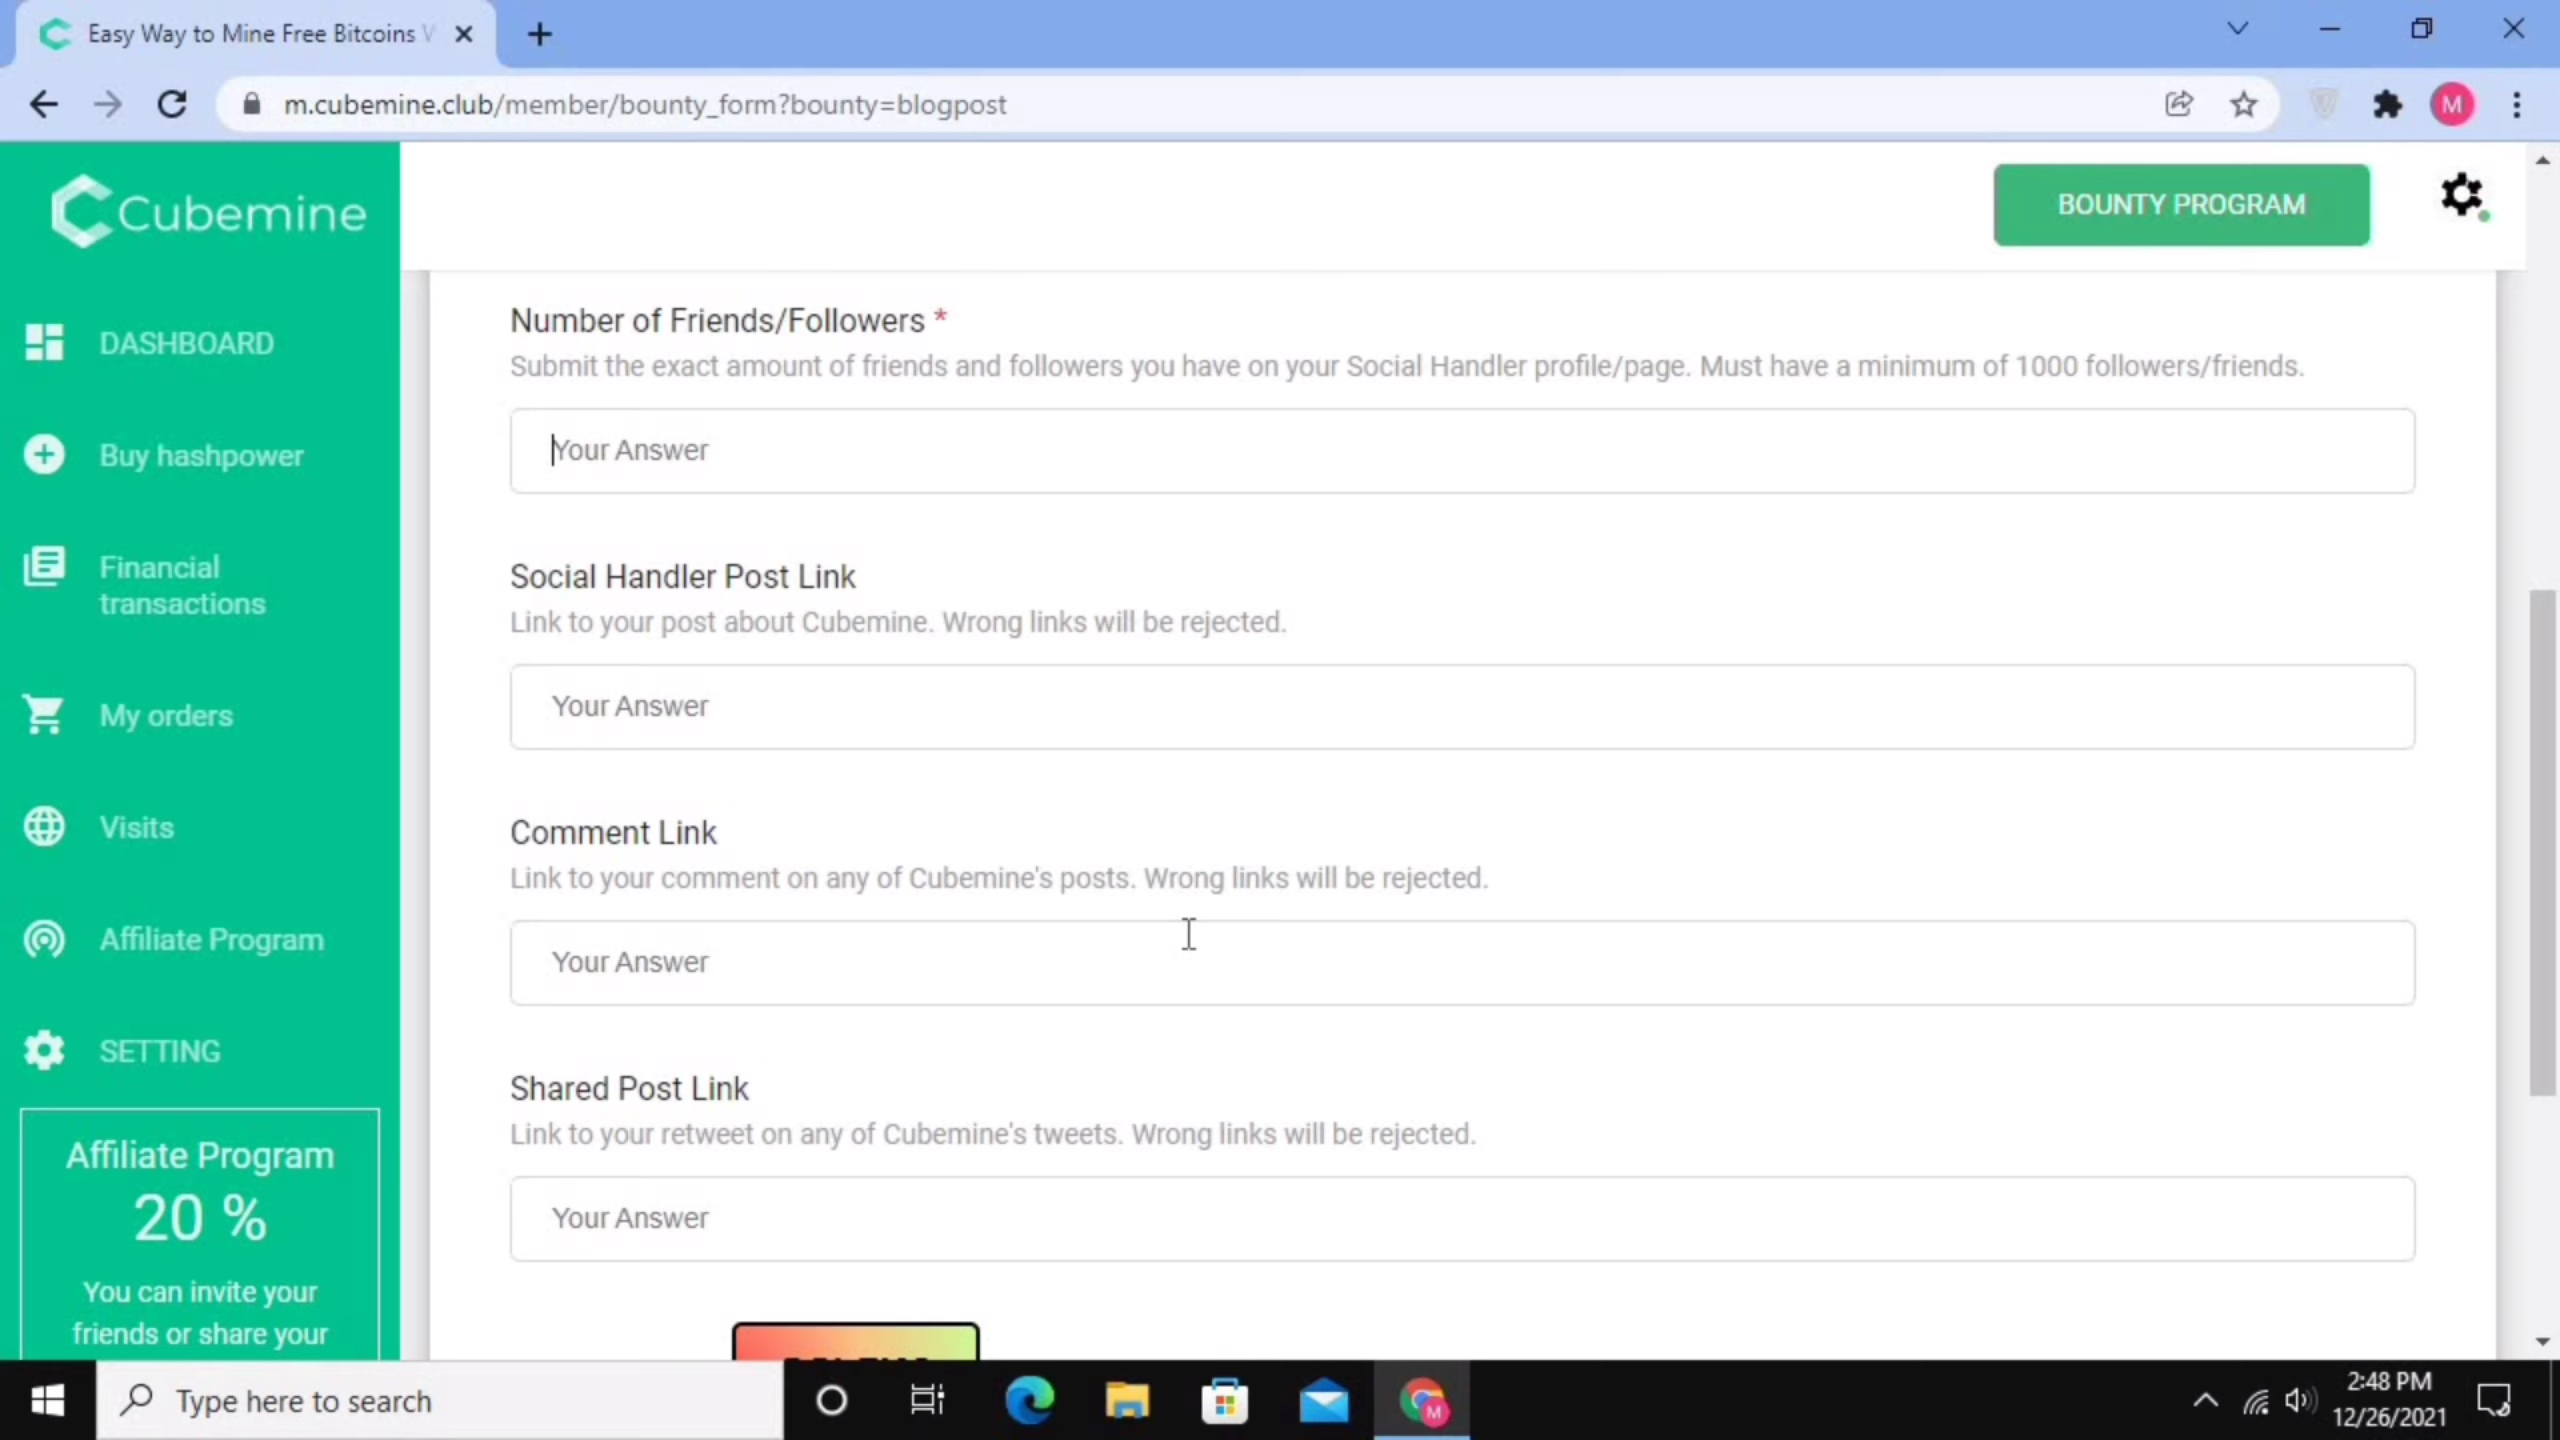 Easy Way to Mine Free Bitcoins
m.cubemine.club/member/bounty_form?bounty=blogpost
M
Cubemine
BOUNTY PROGRAM
DASHBOARD
Buy hashpower
Financial
transactions
My orders
Visits
Affiliate Program
SETTING
Affiliate Program
20 %
You can invite your
friends or share your
Number of Friends/Followers *
Submit the exact amount of friends and followers you have on your Social Handler profile/page. Must have a minimum of 1000 followers/friends.
Your Answer
Social Handler Post Link
Link to your post about Cubemine. Wrong links will be rejected.
Your Answer
Comment Link
Link to your comment on any of Cubemine's posts. Wrong links will be rejected.
Your Answer
Shared Post Link
Link to your retweet on any of Cubemine's tweets. Wrong links will be rejected.
Your Answer
Type here to search
M
2:48 PM
12/26/2021